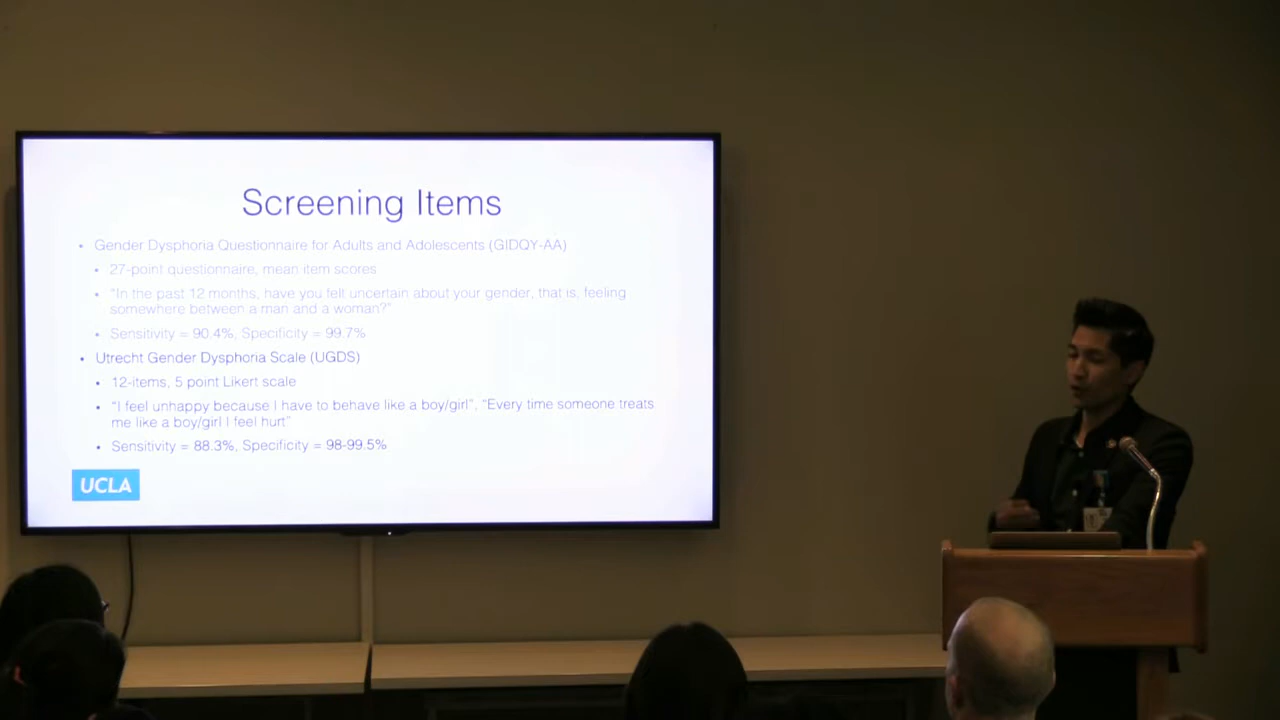 Screening Items
• Gender Dysphoria Questionnaire for Adults and Adolescents (GIDQY-AA)
• 27-point questionnaire, mean item scores
• "In the past 12 months, have you felt uncertain about your gender, that is, feeling
somewhere between a man and a woman?"
• Sensitivity = 90.4%, Specificity = 99.7%
• Utrecht Gender Dysphoria Scale (UGDS)
• 12-items, 5 point Likert scale
• "I feel unhappy because I have to behave like a boy/girl", "Every time someone treats
me like a boy/girl I feel hurt"
• Sensitivity = 88.3%, Specificity = 98-99.5%
UCLA